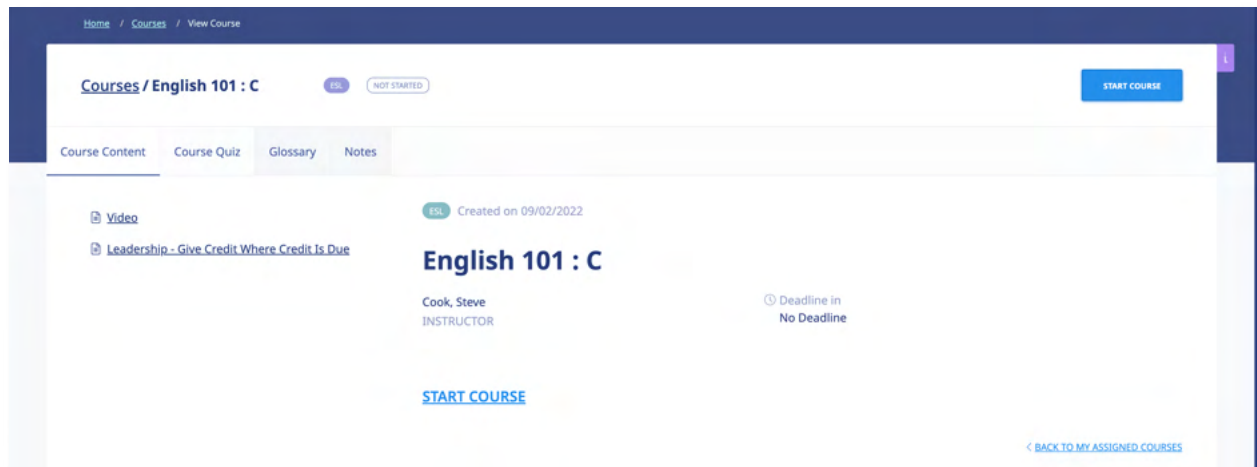 Home / Courses / View Course
i
Courses / English 101 : C
ESL
NOT STARTED
START COURSE
Course Content
Course Quiz
Glossary
Notes
Video
Leadership - Give Credit Where Credit Is Due
ESL Created on 09/02/2022
English 101 : C
Cook, Steve
INSTRUCTOR
Deadline in
No Deadline
START COURSE
< BACK TO MY ASSIGNED COURSES